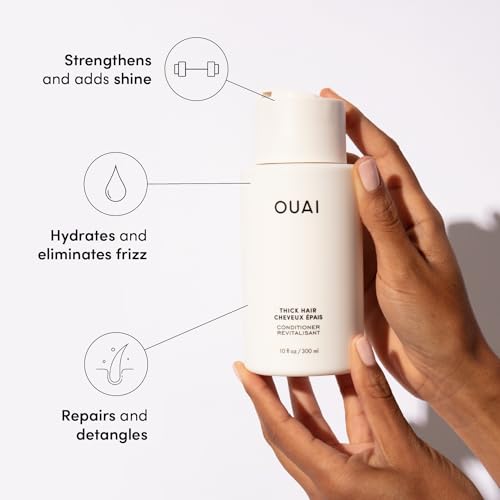 Strengthens
and adds shine
Hydrates and
eliminates frizz
Repairs and
detangles
OUAI
THICK HAIR
CHEVEUX ÉPAIS
CONDITIONER
REVITALISANT
10 fl oz / 300 ml